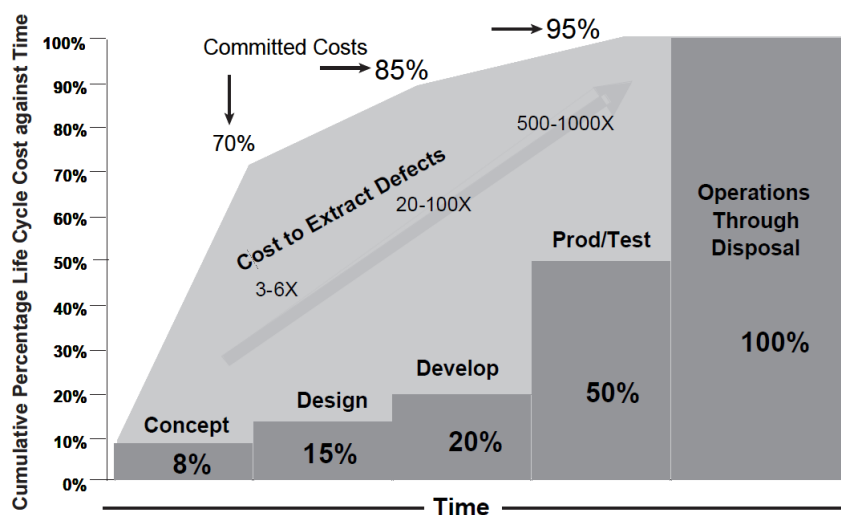 Cumulative Percentage Life Cycle Cost against Time
100%
90%
80%
70%
60%
50%
40%
30%
20%
10%
0%
Committed Costs
70%
85%
95%
Cost to Extract Defects
3-6X
20-100X
500-1000X
Concept
8%
Design
15%
Develop
20%
Prod/Test
50%
Operations
Through
Disposal
100%
Time